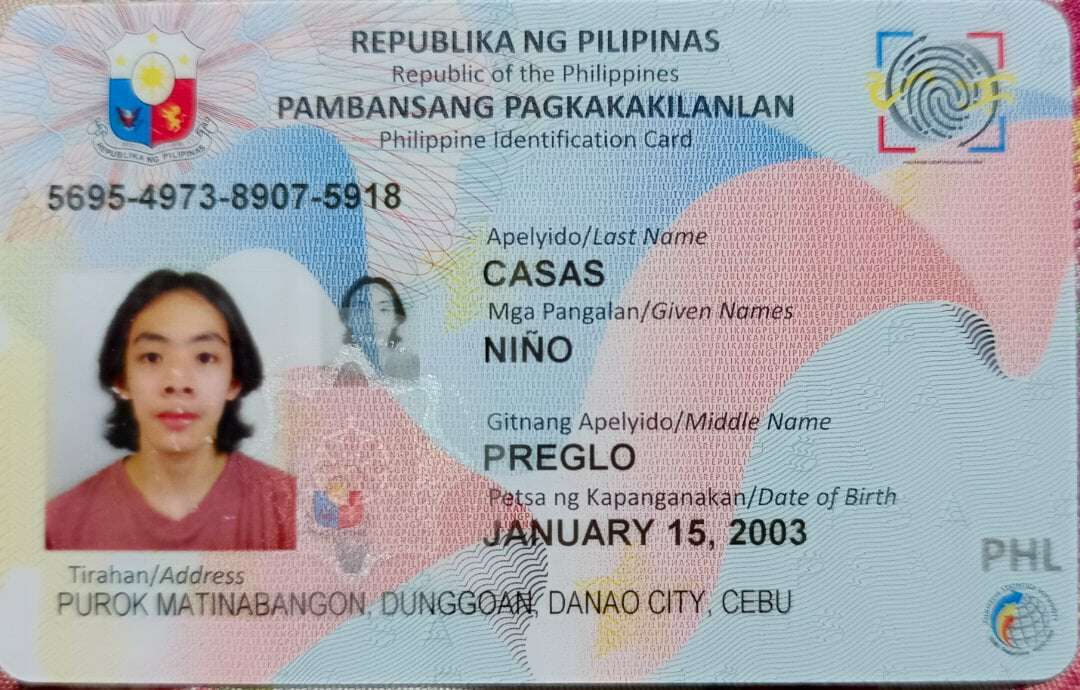 REPUBLIKA NG PILIPINAS
Republic of the Philippines
PAMBANSANG PAGKAKAKILANLAN
Philippine Identification Card
REPUBLIKA NG PILIPINAS
5695-4973-8907-5918
Apelyido/Last Name
CASAS
Mga Pangalan/Given Names
NIÑO
Gitnang Apelyido/Middle Name
PREGLO
Petsa ng Kapanganakan/Date of Birth
JANUARY 15, 2003
PHL
Tirahan/Address
PUROK MATINABANGON, DUNGGOAN, DANAO CITY, CEBU